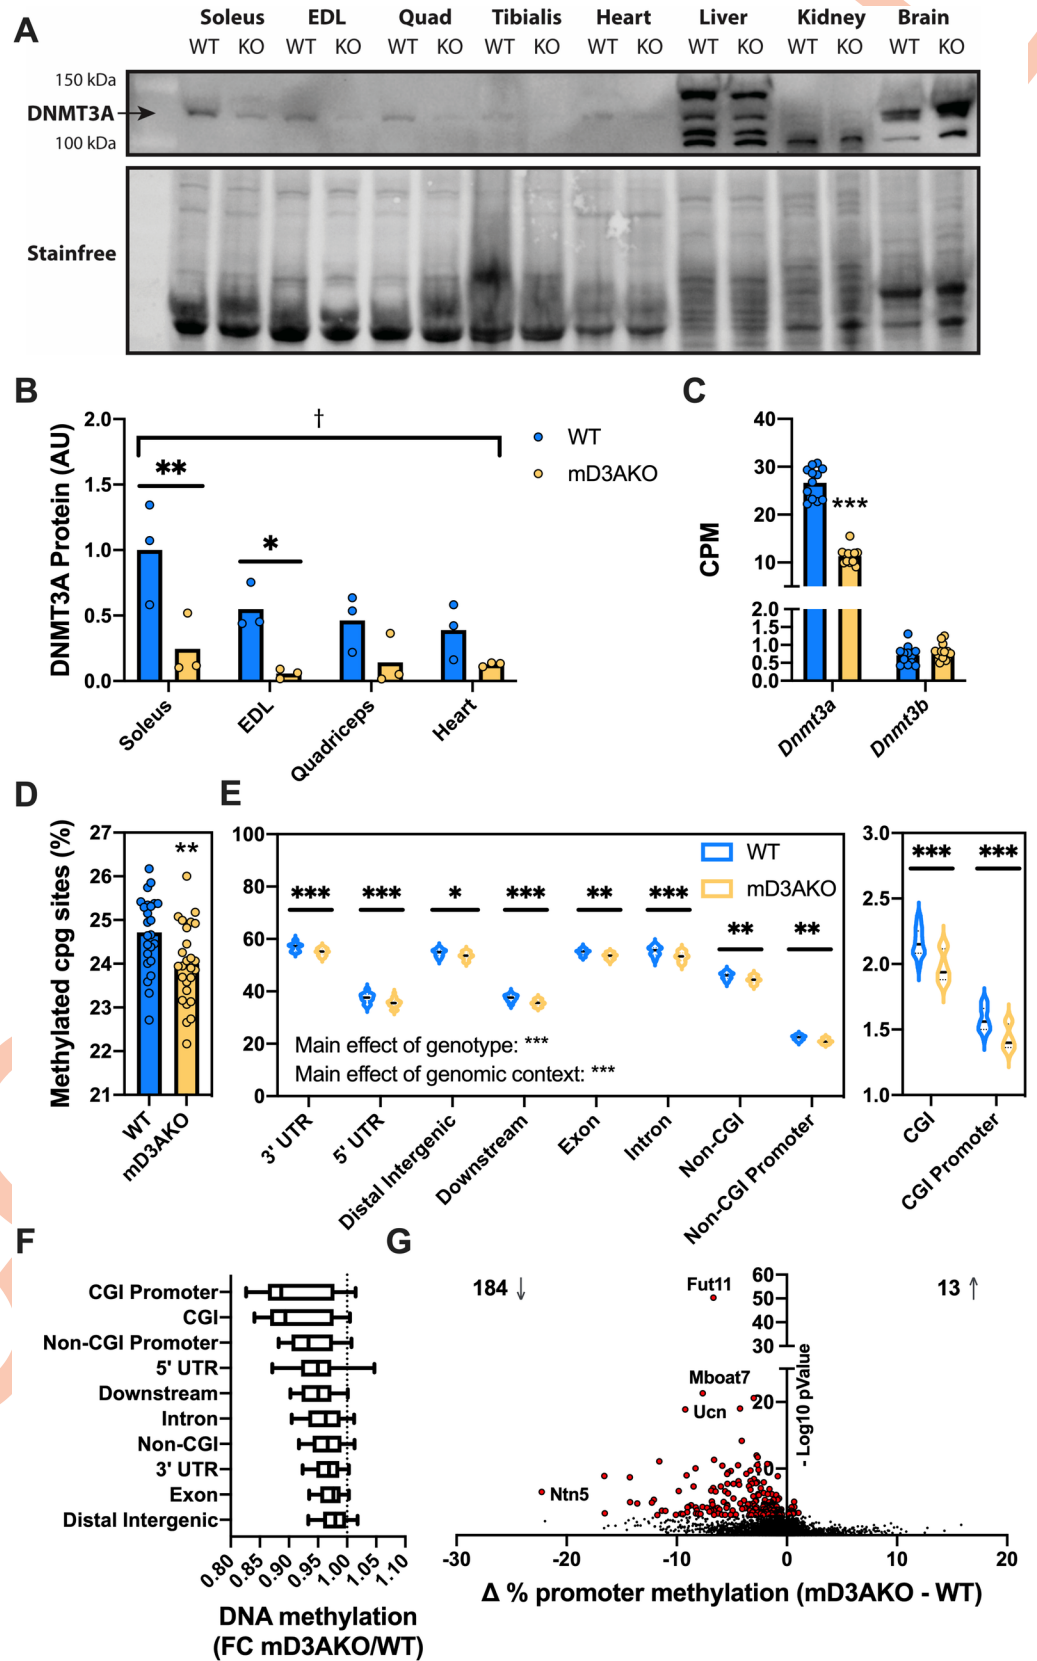 A
Soleus EDL Quad Tibialis Heart Liver Kidney Brain
WT KO WT KO WT KO WT KO WT KO WT KO WT KO WT KO
150 kDa
DNMT3A
100 kDa
Stainfree
B
DNMT3A Protein (AU)
2.0
1.5
1.0
0.5
0.0
†
**
*
Soleus
EDL
Quadriceps
Heart
WT
mD3AKO
C
CPM
40
30
20
10
2.0
1.5
1.0
0.5
0.0
***
Dnmt3a
Dnmt3b
D
Methylated cpg sites (%)
27
26
25
24
23
22
21
**
WT
mD3AKO
E
100
80
60
40
20
0
WT
mD3AKO
*** *** * *** ** *** ** **
Main effect of genotype: ***
Main effect of genomic context: ***
3' UTR
5' UTR
Distal Intergenic
Downstream
Exon
Intron
Non-CGI
Non-CGI Promoter
3.0
2.5
2.0
1.5
1.0
*** ***
CGI
CGI Promoter
F
CGI Promoter
CGI
Non-CGI Promoter
5' UTR
Downstream
Intron
Non-CGI
3' UTR
Exon
Distal Intergenic
0.80 0.85 0.90 0.95 1.00 1.05 1.10
DNA methylation
(FC mD3AKO/WT)
G
184 ↓
13 ↑
60
50
40
30
20
Fut11
Mboat7
Ucn
Ntn5
- Log10 pValue
-30 -20 -10 0 10 20
Δ % promoter methylation (mD3AKO - WT)